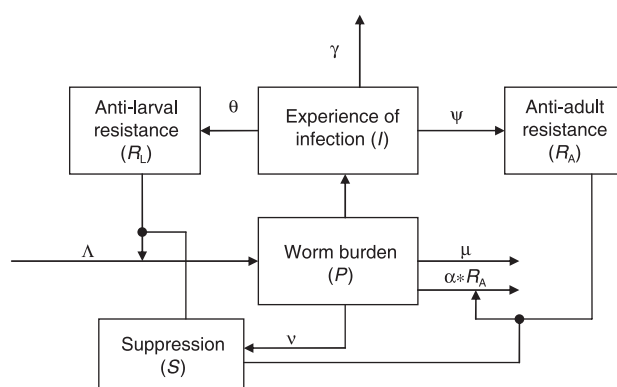 γ
Anti-larval
resistance
(R_L)
θ
Experience of
infection (I)
ψ
Anti-adult
resistance
(R_A)
Λ
Worm burden
(P)
μ
α*R_A
Suppression
(S)
ν